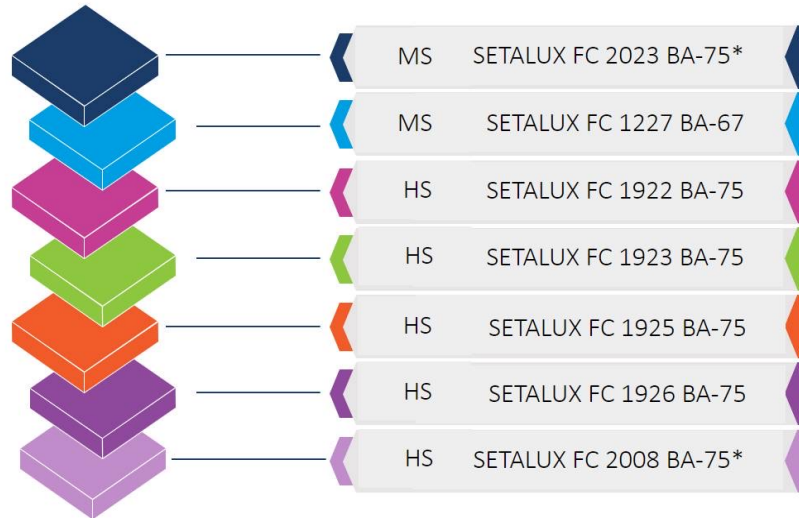 MS SETALUX FC 2023 BA-75*
MS SETALUX FC 1227 BA-67
HS SETALUX FC 1922 BA-75
HS SETALUX FC 1923 BA-75
HS SETALUX FC 1925 BA-75
HS SETALUX FC 1926 BA-75
HS SETALUX FC 2008 BA-75*